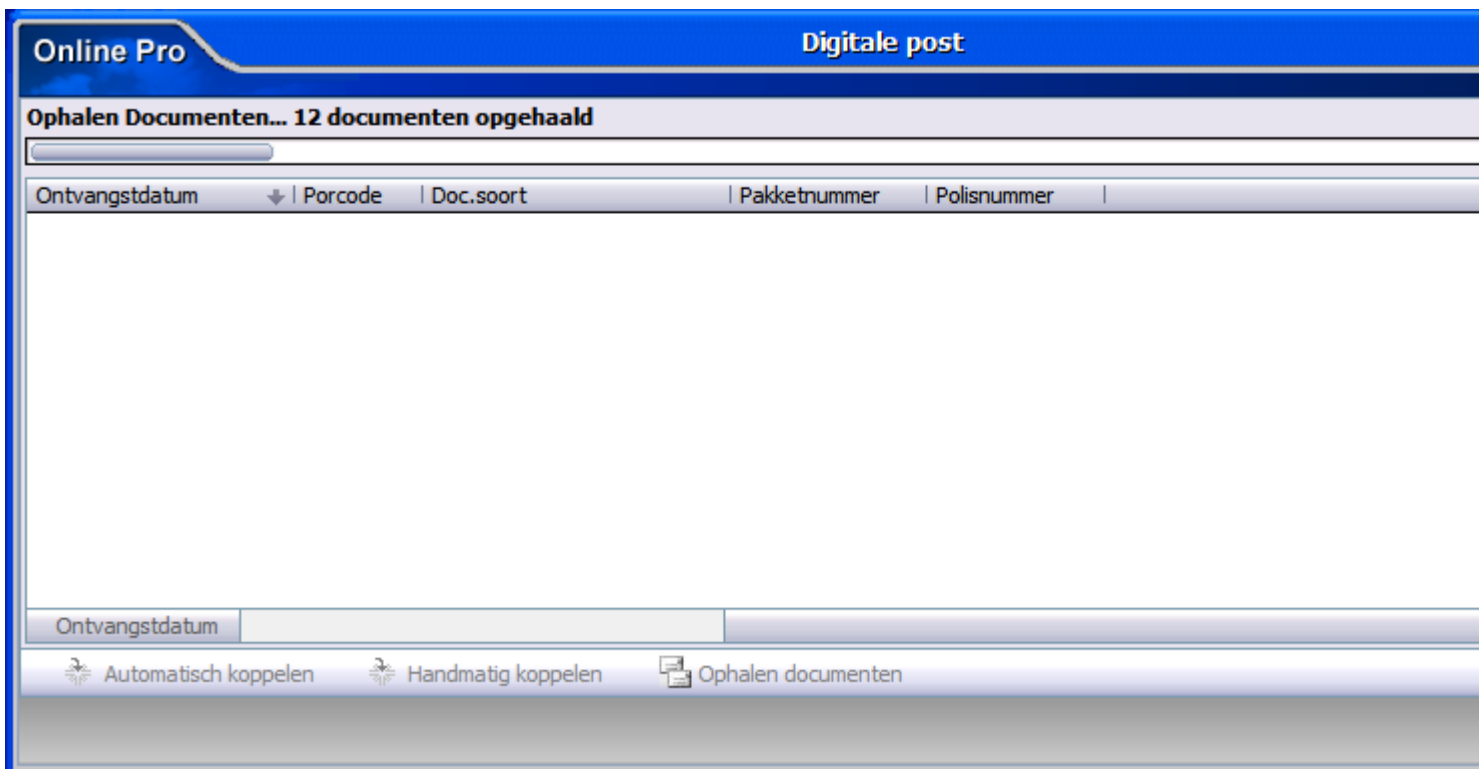 Online Pro
Digitale post
Ophalen Documenten... 12 documenten opgehaald
Ontvangstdatum Porcode Doc.soort Pakketnummer Polisnummer
Ontvangstdatum
Automatisch koppelen Handmatig koppelen Ophalen documenten